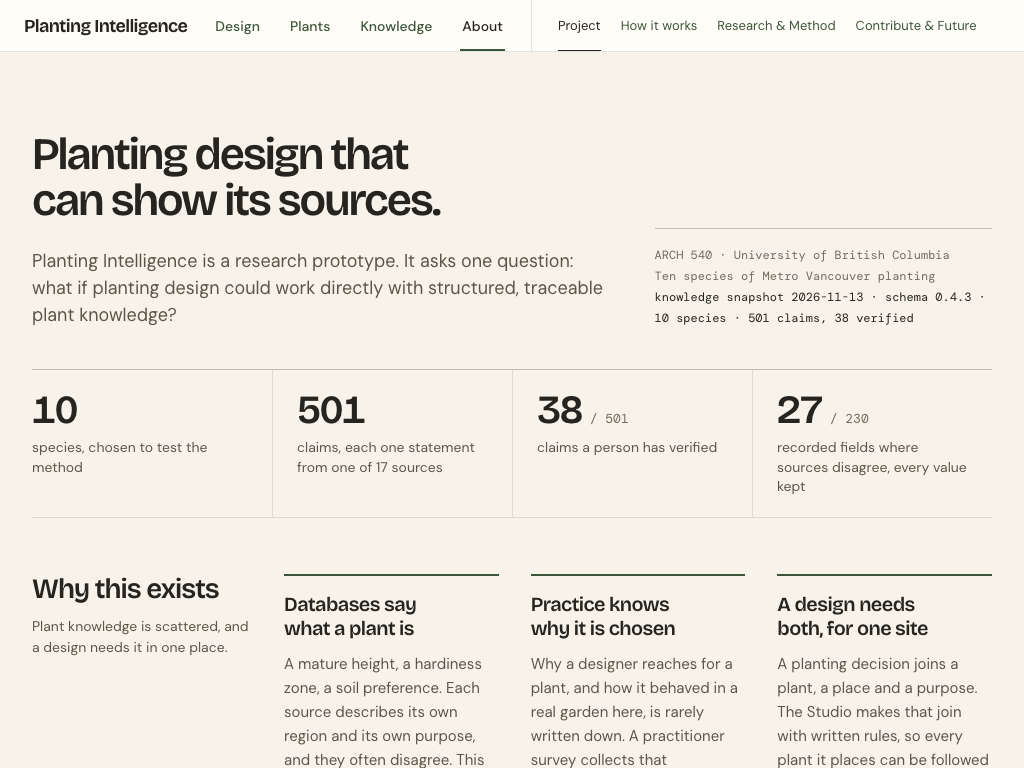 Planting Intelligence
Design
Plants
Knowledge
About
Project
How it works
Research & Method
Contribute & Future
Planting design that
can show its sources.
Planting Intelligence is a research prototype. It asks one question:
what if planting design could work directly with structured, traceable
plant knowledge?
ARCH 540 · University of British Columbia
Ten species of Metro Vancouver planting
knowledge snapshot 2026-11-13 · schema 0.4.3 ·
10 species · 501 claims, 38 verified
10
species, chosen to test the
method
501
claims, each one statement
from one of 17 sources
38 / 501
claims a person has verified
27 / 230
recorded fields where
sources disagree, every value
kept
Why this exists
Plant knowledge is scattered, and
a design needs it in one place.
Databases say
what a plant is
A mature height, a hardiness
zone, a soil preference. Each
source describes its own
region and its own purpose,
and they often disagree. This
Practice knows
why it is chosen
Why a designer reaches for a
plant, and how it behaved in a
real garden here, is rarely
written down. A practitioner
survey collects that
A design needs
both, for one site
A planting decision joins a
plant, a place and a purpose.
The Studio makes that join
with written rules, so every
plant it places can be followed